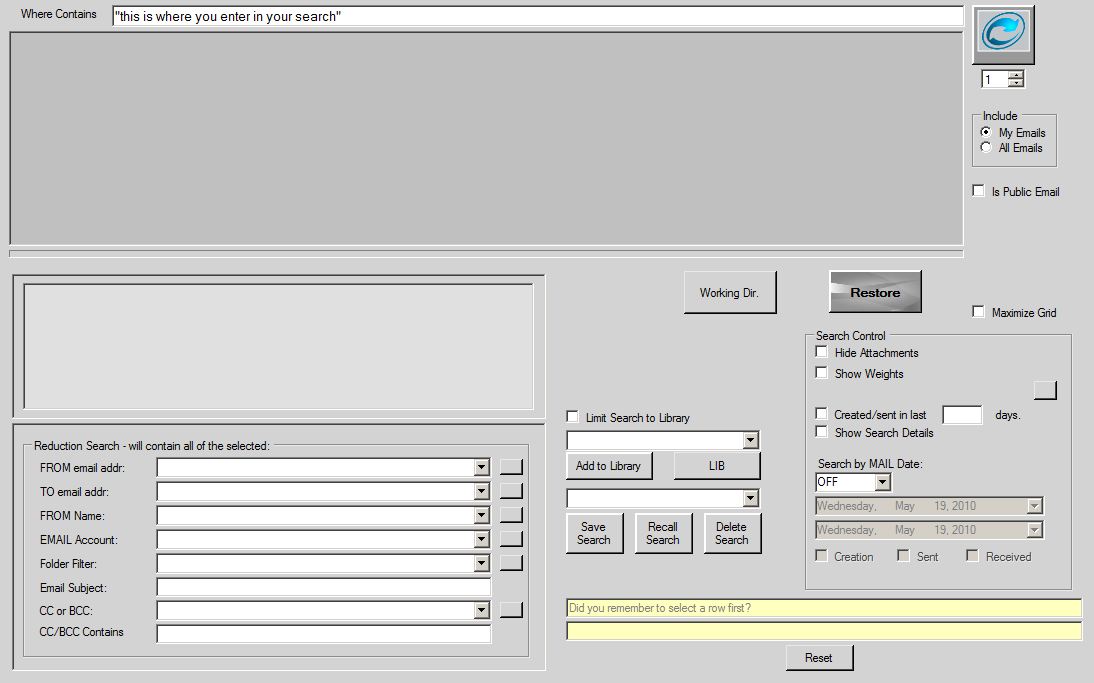 Where Contains
"this is where you enter in your search"
1
Include
My Emails
All Emails
Is Public Email
Working Dir.
Restore
Maximize Grid
Search Control
Hide Attachments
Show Weights
Created/sent in last days.
Show Search Details
Search by MAIL Date:
OFF
Wednesday, May 19, 2010
Wednesday, May 19, 2010
Creation Sent Received
Limit Search to Library
Add to Library
LIB
Save
Search
Recall
Search
Delete
Search
Reduction Search - will contain all of the selected:
FROM email addr:
TO email addr:
FROM Name:
EMAIL Account:
Folder Filter:
Email Subject:
CC or BCC:
CC/BCC Contains
Did you remember to select a row first?
Reset